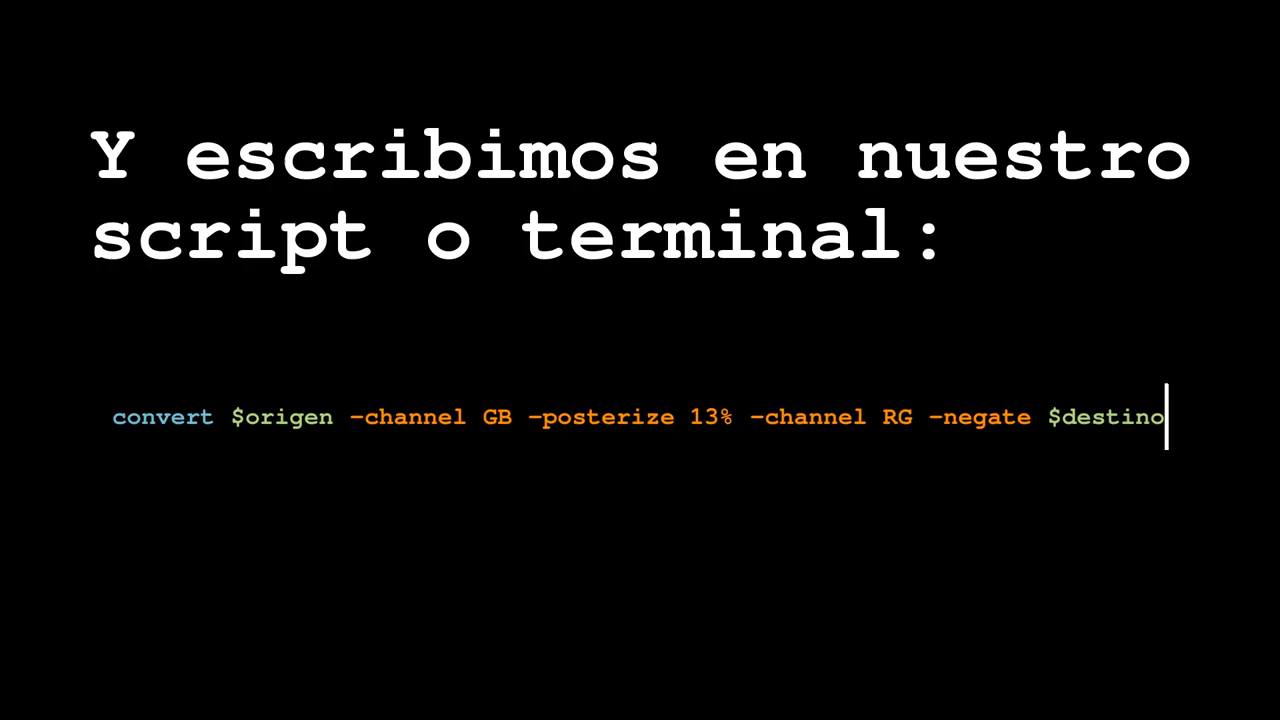 Y escribimos en nuestro
script o terminal:
convert $origen -channel GB -posterize 13% -channel RG -negate $destino